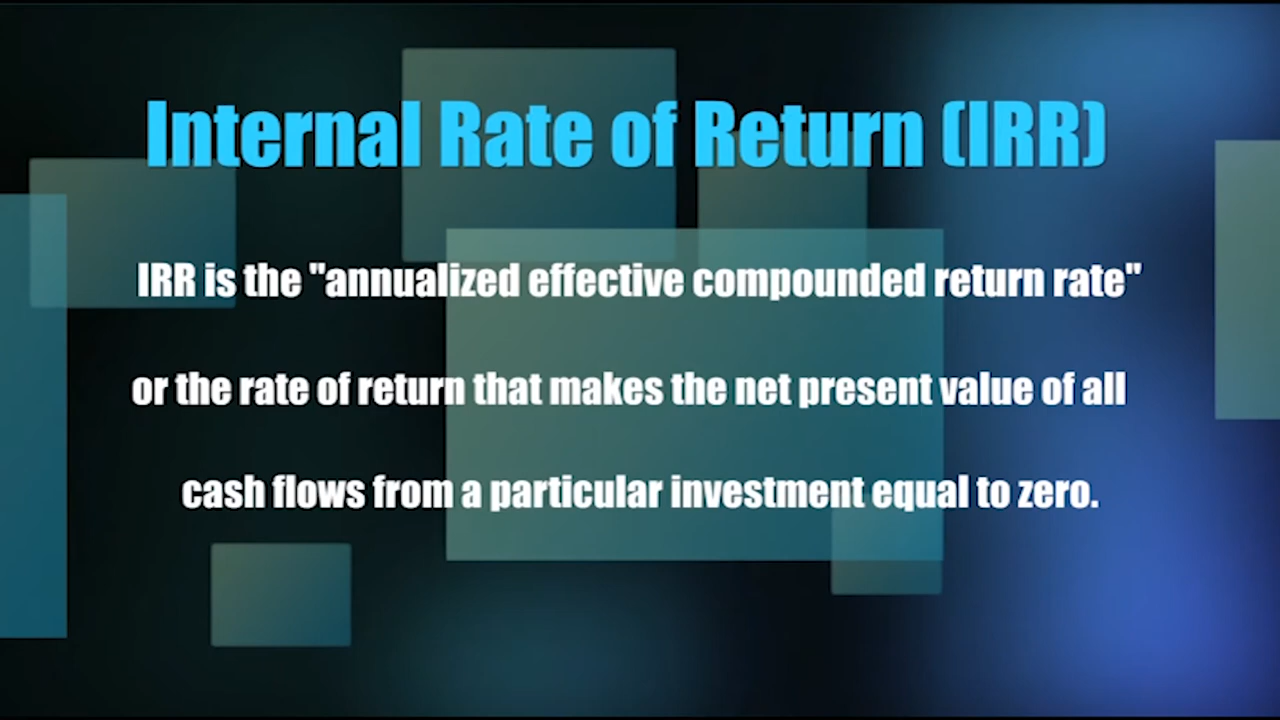 Internal Rate of Return (IRR)
IRR is the "annualized effective compounded return rate"
or the rate of return that makes the net present value of all
cash flows from a particular investment equal to zero.